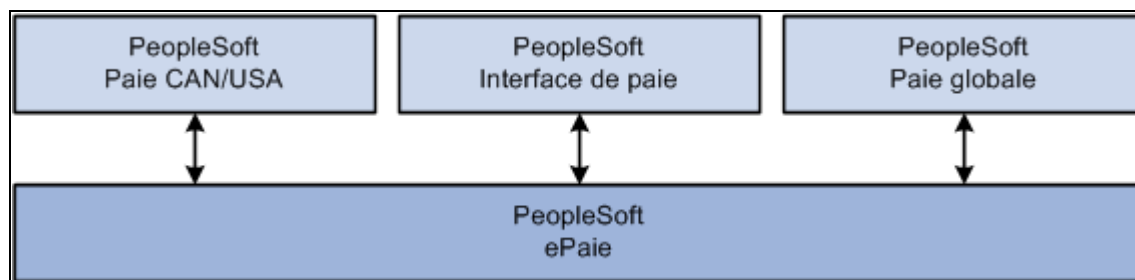 PeopleSoft
Paie CAN/USA
PeopleSoft
Interface de paie
PeopleSoft
Paie globale
PeopleSoft
ePaie